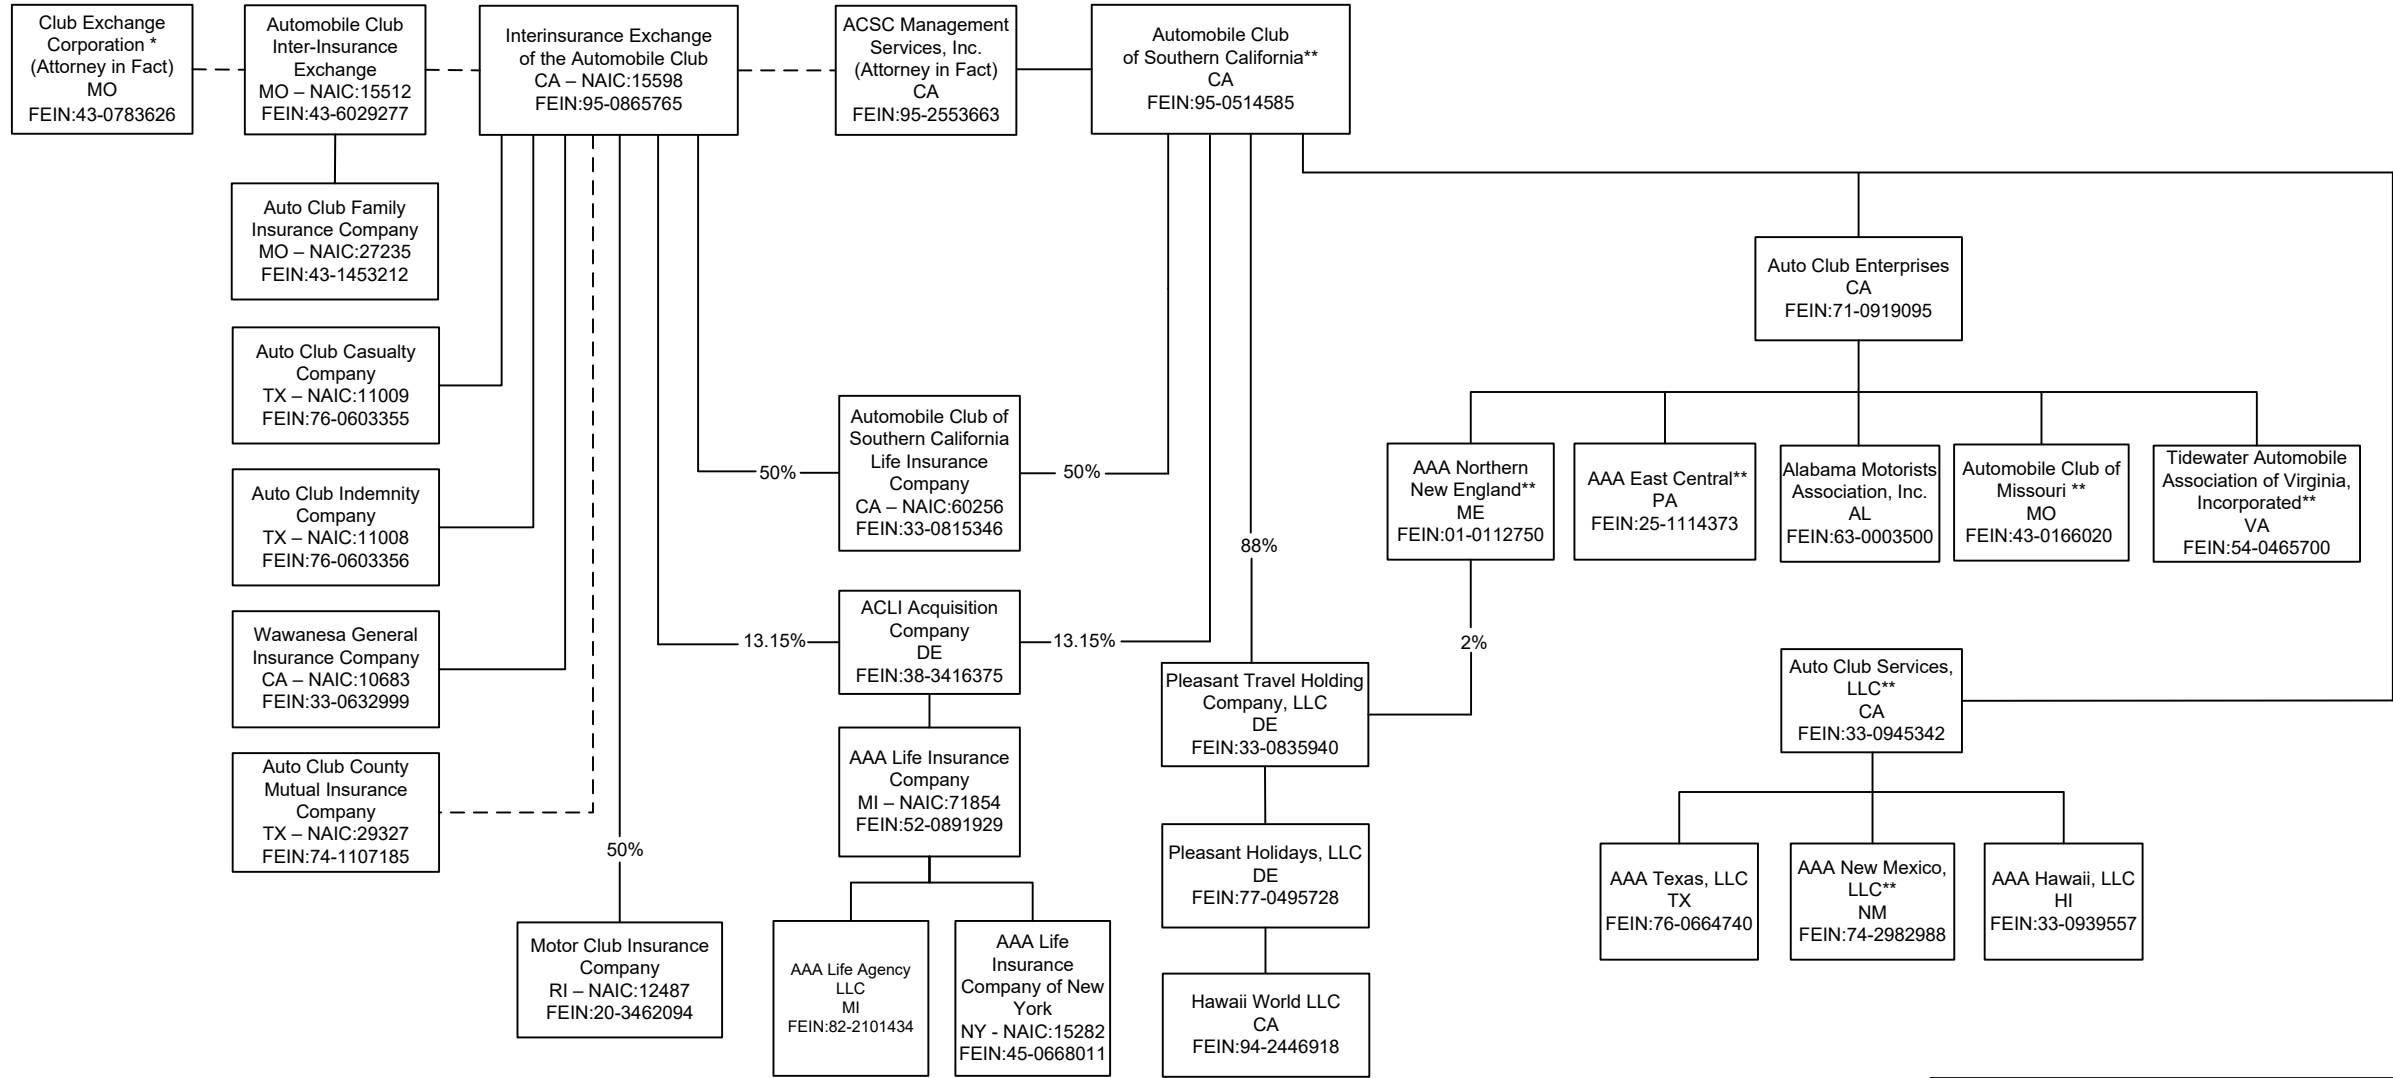 Club Exchange
Corporation *
(Attorney in Fact)
MO
FEIN:43-0783626
Automobile Club
Inter-Insurance
Exchange
MO – NAIC:15512
FEIN:43-6029277
Interinsurance Exchange
of the Automobile Club
CA – NAIC:15598
FEIN:95-0865765
ACSC Management
Services, Inc.
(Attorney in Fact)
CA
FEIN:95-2553663
Automobile Club
of Southern California**
CA
FEIN:95-0514585
Auto Club Family
Insurance Company
MO – NAIC:27235
FEIN:43-1453212
Auto Club Enterprises
CA
FEIN:71-0919095
Auto Club Casualty
Company
TX – NAIC:11009
FEIN:76-0603355
Automobile Club of
Southern California
Life Insurance
Company
CA – NAIC:60256
FEIN:33-0815346
50%
50%
AAA Northern
New England**
ME
FEIN:01-0112750
AAA East Central**
PA
FEIN:25-1114373
Alabama Motorists
Association, Inc.
AL
FEIN:63-0003500
Automobile Club of
Missouri **
MO
FEIN:43-0166020
Tidewater Automobile
Association of Virginia,
Incorporated**
VA
FEIN:54-0465700
Auto Club Indemnity
Company
TX – NAIC:11008
FEIN:76-0603356
88%
Wawanesa General
Insurance Company
CA – NAIC:10683
FEIN:33-0632999
13.15%
ACLI Acquisition
Company
DE
FEIN:38-3416375
13.15%
2%
Pleasant Travel Holding
Company, LLC
DE
FEIN:33-0835940
Auto Club Services,
LLC**
CA
FEIN:33-0945342
Auto Club County
Mutual Insurance
Company
TX – NAIC:29327
FEIN:74-1107185
AAA Life Insurance
Company
MI – NAIC:71854
FEIN:52-0891929
50%
Pleasant Holidays, LLC
DE
FEIN:77-0495728
AAA Texas, LLC
TX
FEIN:76-0664740
AAA New Mexico,
LLC**
NM
FEIN:74-2982988
AAA Hawaii, LLC
HI
FEIN:33-0939557
Motor Club Insurance
Company
RI – NAIC:12487
FEIN:20-3462094
AAA Life Agency
LLC
MI
FEIN:82-2101434
AAA Life
Insurance
Company of New
York
NY - NAIC:15282
FEIN:45-0668011
Hawaii World LLC
CA
FEIN:94-2446918